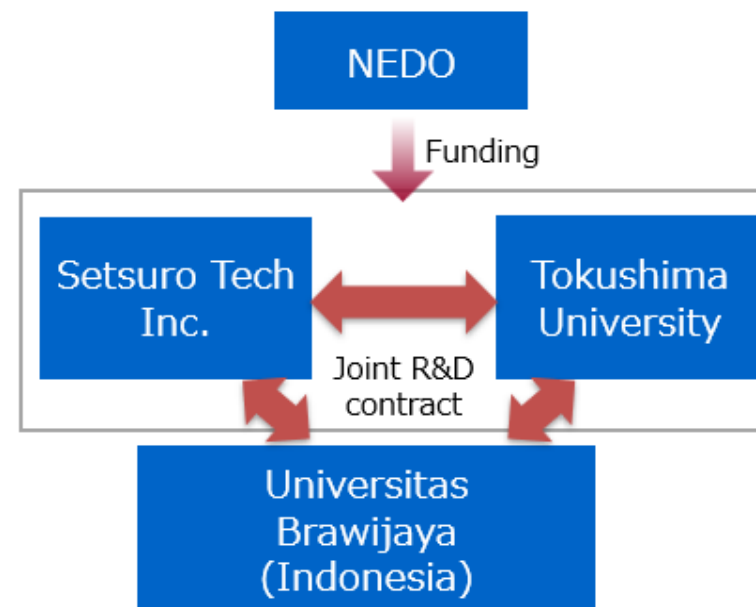 NEDO
Funding
Setsuro Tech
Inc.
Tokushima
University
Joint R&D
contract
Universitas
Brawijaya
(Indonesia)